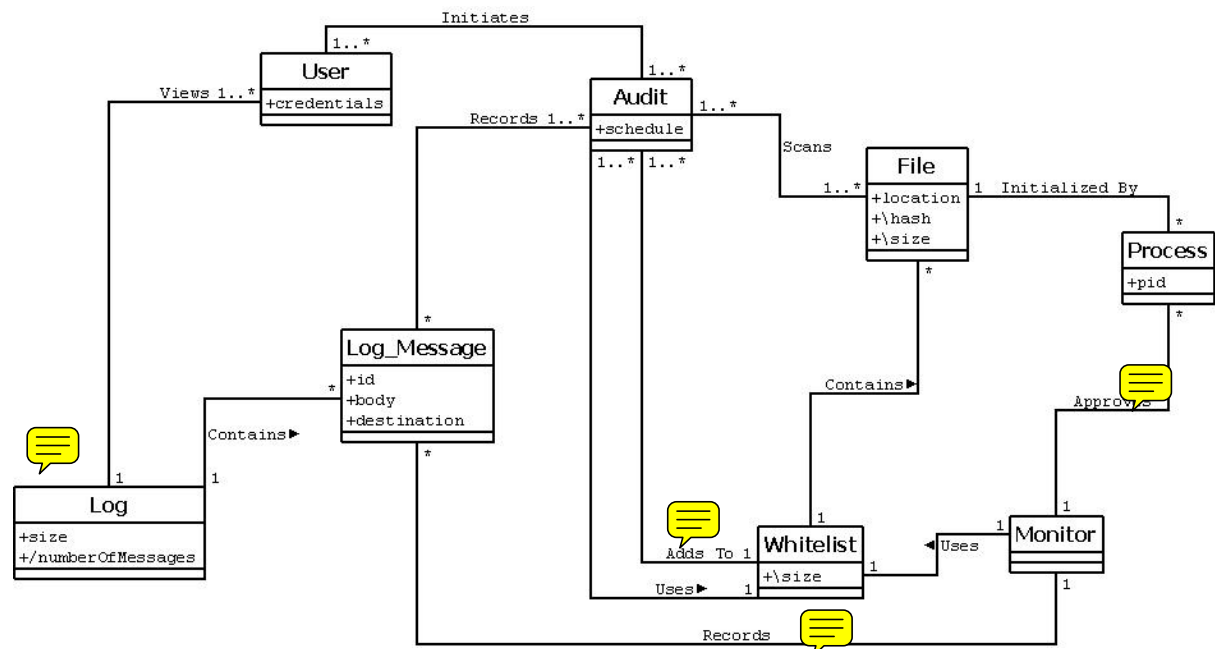 Initiates
1..*
1..*
User
+credentials
Views 1..*
Audit
+schedule
1..*
Records 1..*
1..* 1..*
Scans
1..*
File
+location
+\hash
+\size
1 Initialized By
*
Process
+pid
*
*
*
Log_Message
+id
+body
+destination
*
*
Contains►
1
1
Log
+size
+/numberOfMessages
Contains►
1
Adds To 1
Whitelist
+\size
Uses► 1
1
◄Uses
1
Monitor
1
1
Records